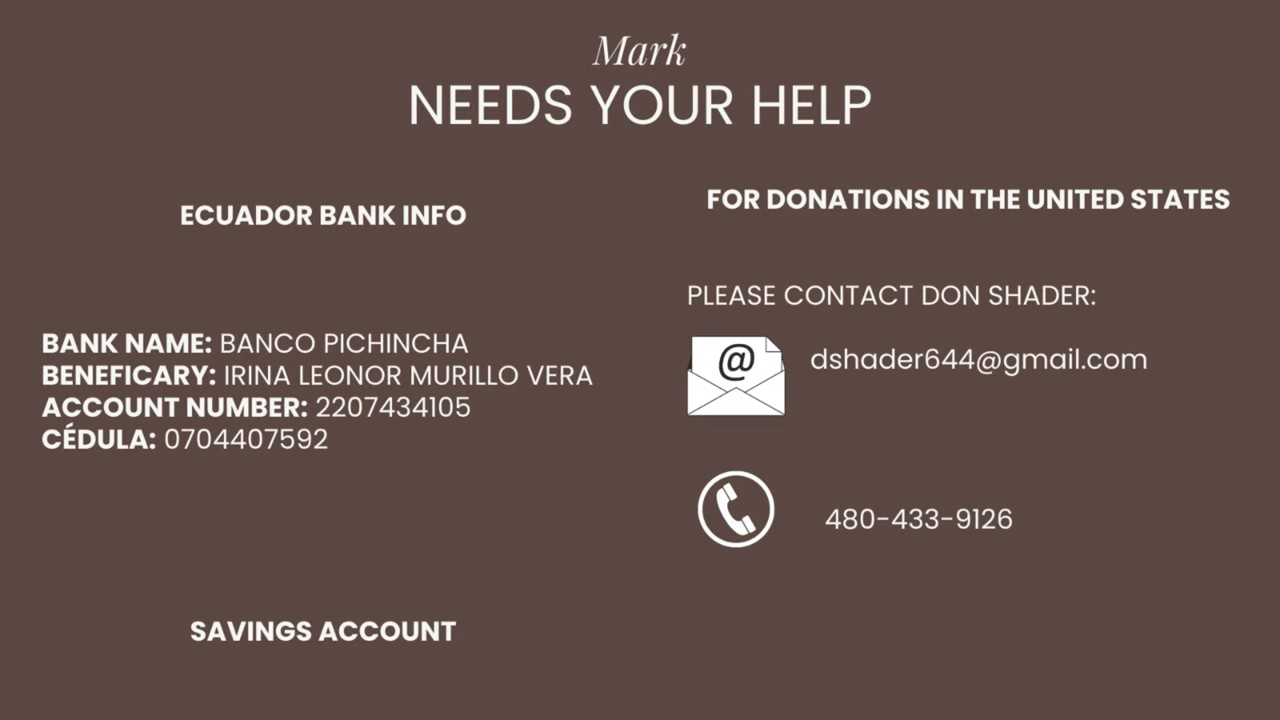 Mark
NEEDS YOUR HELP
ECUADOR BANK INFO
BANK NAME: BANCO PICHINCHA
BENEFICARY: IRINA LEONOR MURILLO VERA
ACCOUNT NUMBER: 2207434105
CÉDULA: 0704407592
SAVINGS ACCOUNT
FOR DONATIONS IN THE UNITED STATES
PLEASE CONTACT DON SHADER:
@
dshader644@gmail.com
480-433-9126